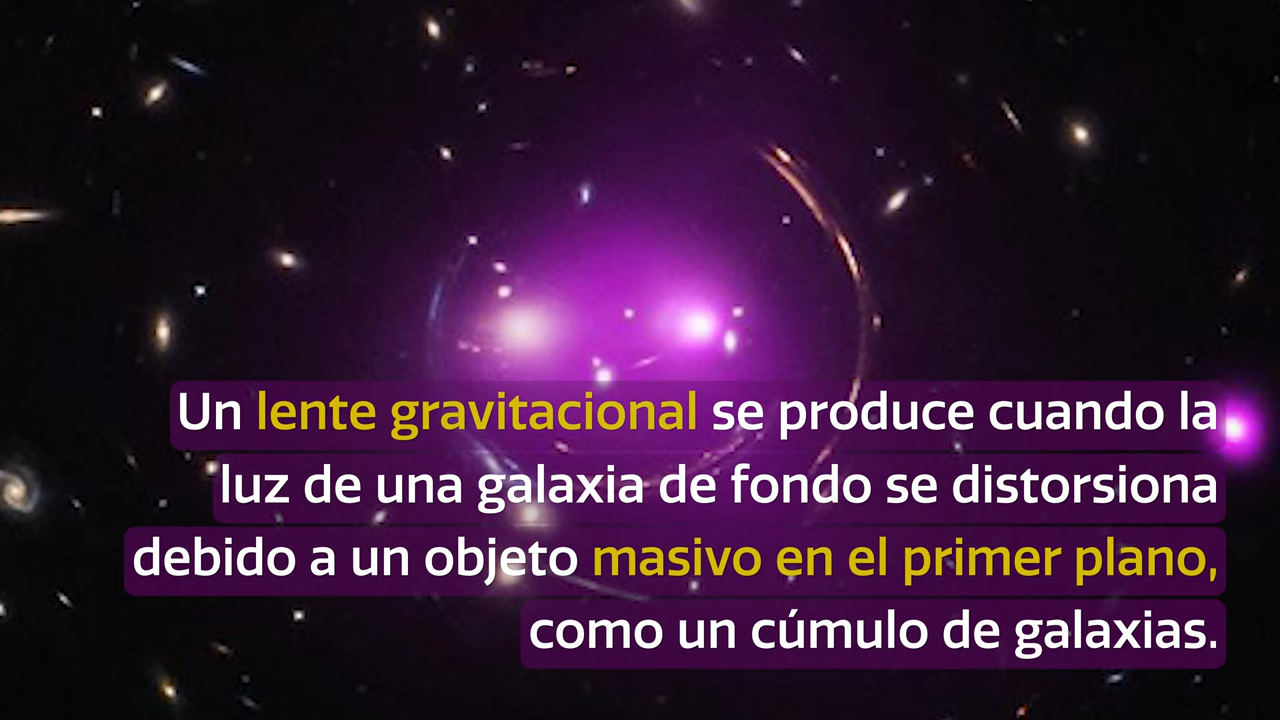 Un lente gravitacional se produce cuando la
luz de una galaxia de fondo se distorsiona
debido a un objeto masivo en el primer plano,
como un cúmulo de galaxias.